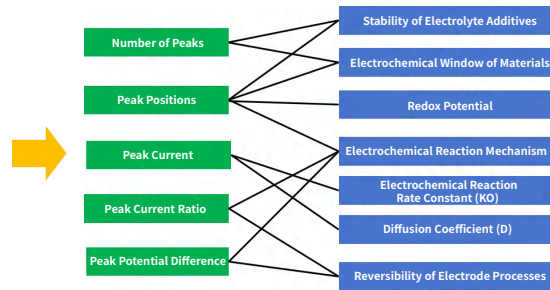 Number of Peaks
Peak Positions
Peak Current
Peak Current Ratio
Peak Potential Difference
Stability of Electrolyte Additives
Electrochemical Window of Materials
Redox Potential
Electrochemical Reaction Mechanism
Electrochemical Reaction
Rate Constant (KO)
Diffusion Coefficient (D)
Reversibility of Electrode Processes